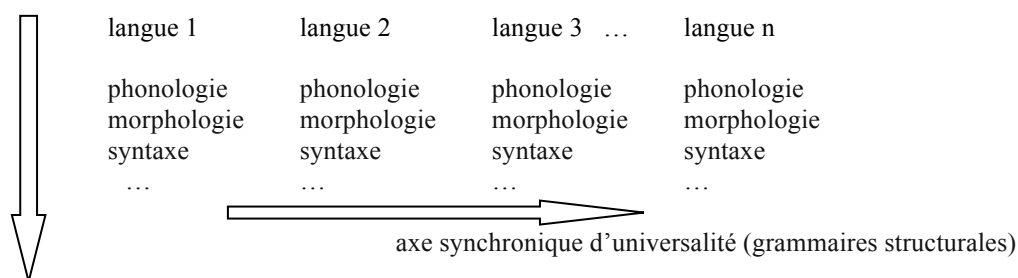 langue 1 langue 2 langue 3 … langue n
phonologie phonologie phonologie phonologie
morphologie morphologie morphologie morphologie
syntaxe syntaxe syntaxe syntaxe
… … … …
axe synchronique d’universalité (grammaires structurales)